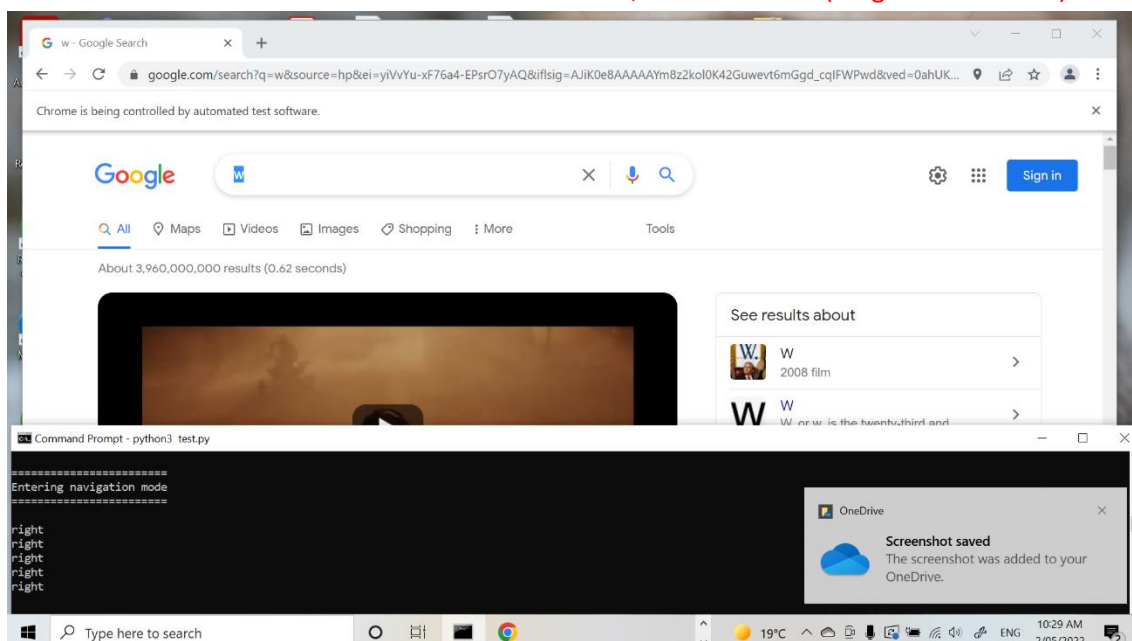 w - Google Search
google.com/search?q=w&source=hp&ei=yiVvYu-xF76a4-EPsrO7yAQ&iflsig=AJiK0e8AAAAAYm8z2kol0K42Guwevt6mGgd_cqIFWPwd&ved=0ahUK...
Chrome is being controlled by automated test software.
Google w Sign in
All Maps Videos Images Shopping More Tools
About 3,960,000,000 results (0.62 seconds)
See results about
W. W
2008 film
W W
W, or w, is the twenty-third and
Command Prompt - python3 test.py
========================
Entering navigation mode
========================
right
right
right
right
right
OneDrive
Screenshot saved
The screenshot was added to your
OneDrive.
Type here to search 19°C ENG 10:29 AM
2/05/2022